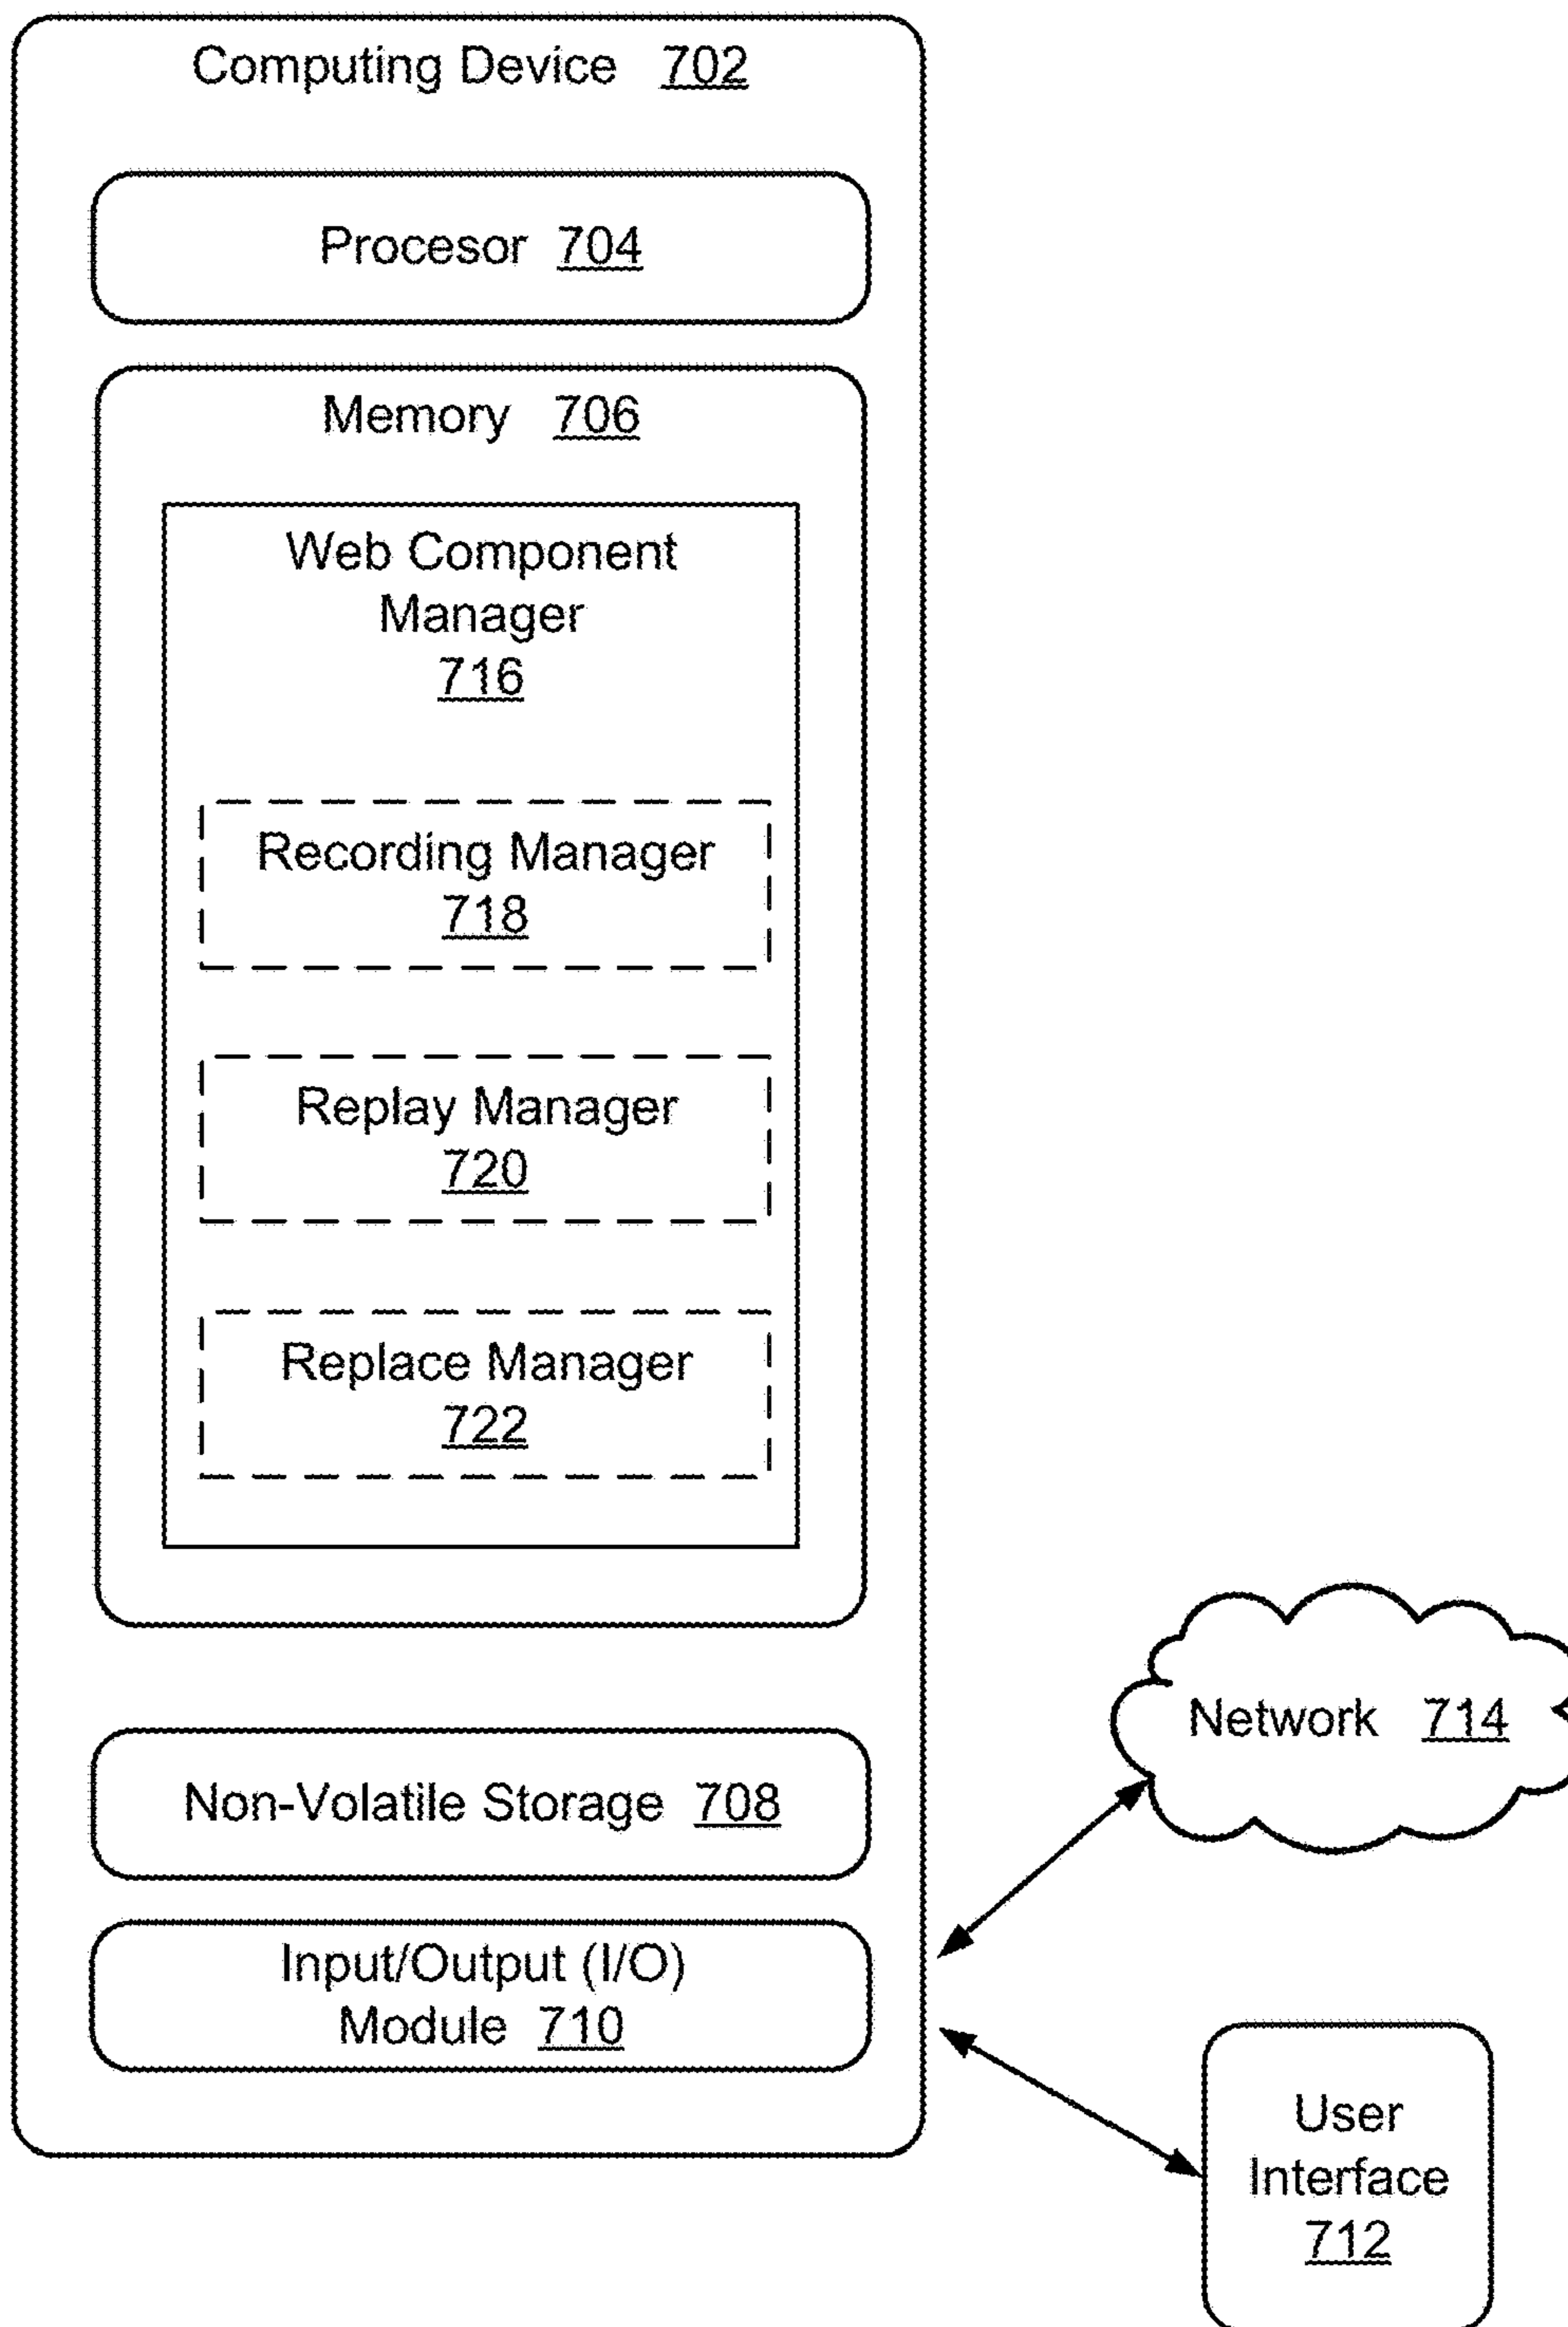 Computing Device 702
Procesor 704
Memory 706
Web Component
Manager
716
Recording Manager
718
Replay Manager
720
Replace Manager
722
Non-Volatile Storage 708
Input/Output (I/O)
Module 710
Network 714
User
Interface
712